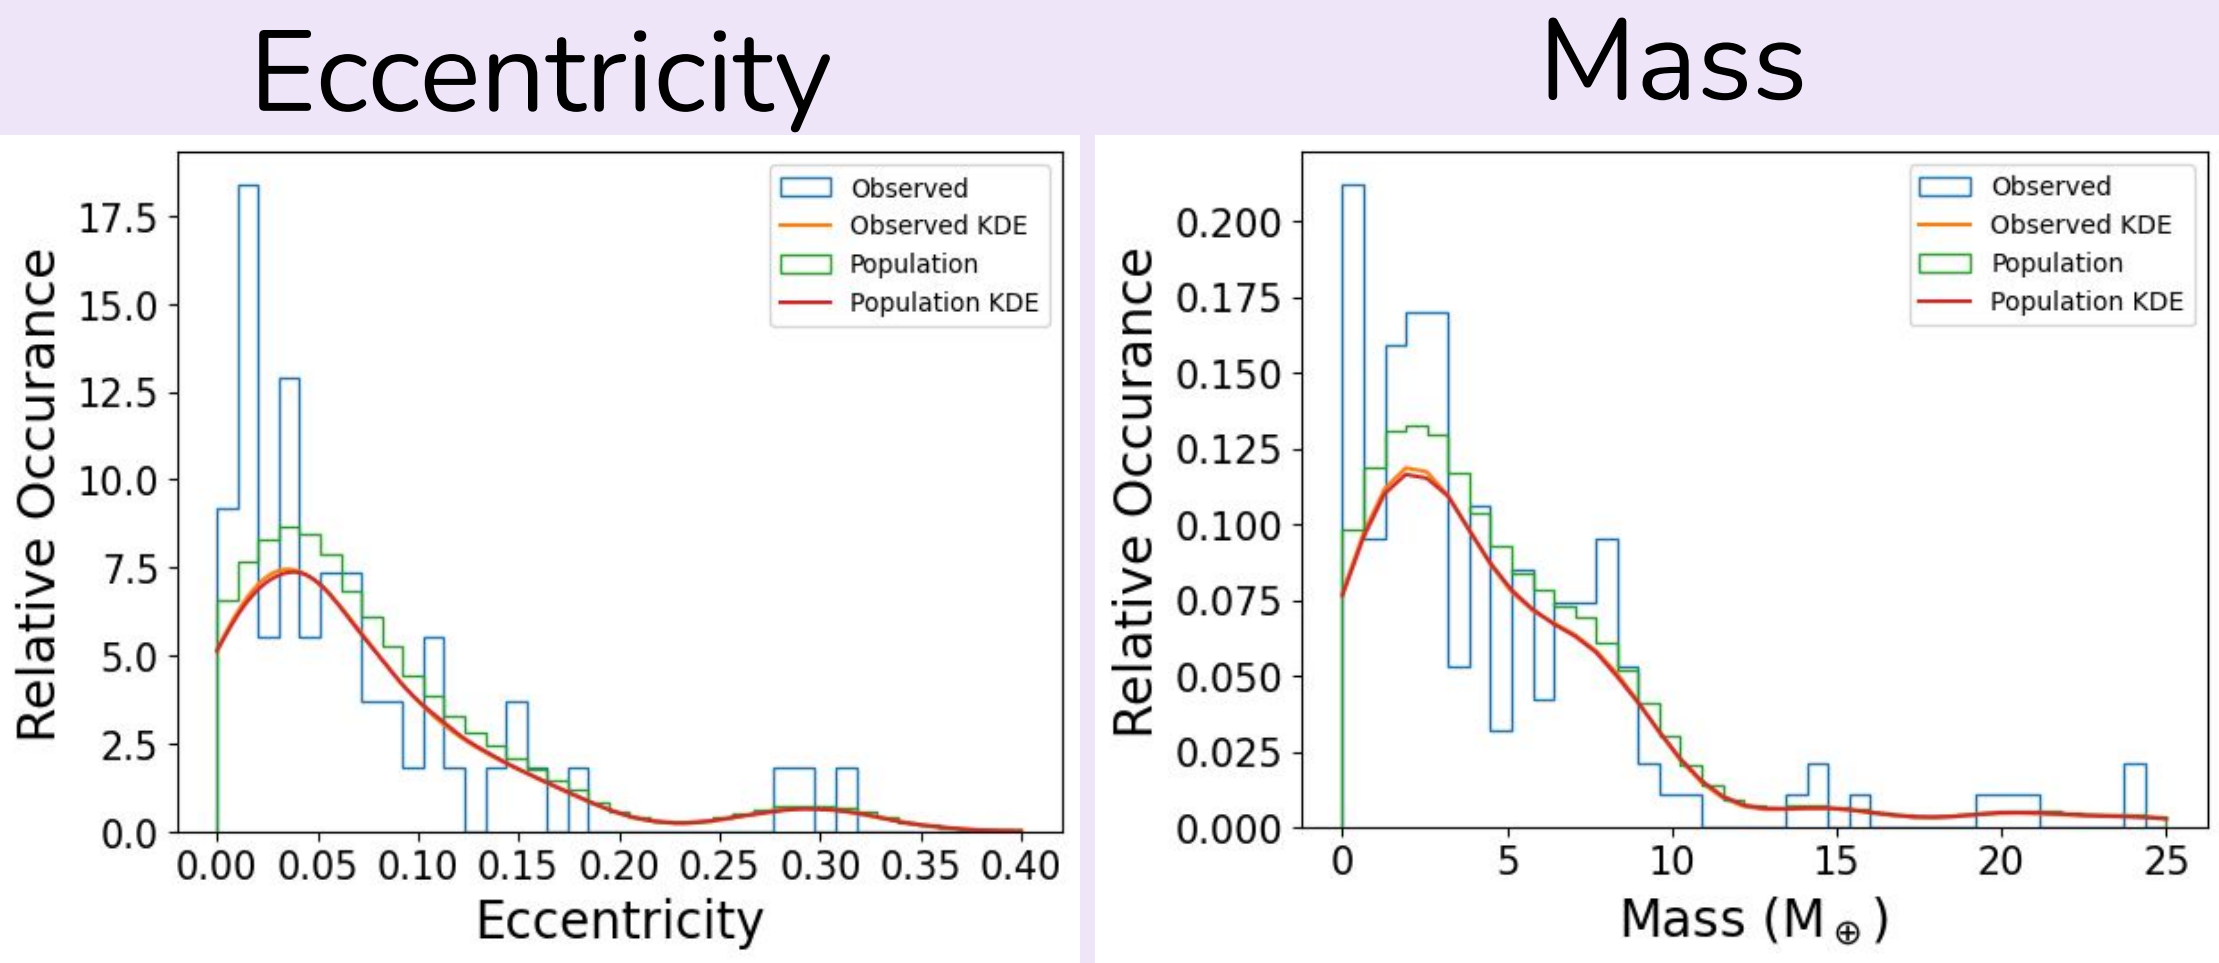 Eccentricity
Mass
Relative Occurance
17.5
15.0
12.5
10.0
7.5
5.0
2.5
0.0
Observed
Observed KDE
Population
Population KDE
0.00 0.05 0.10 0.15 0.20 0.25 0.30 0.35 0.40
Eccentricity
Relative Occurance
0.200
0.175
0.150
0.125
0.100
0.075
0.050
0.025
0.000
Observed
Observed KDE
Population
Population KDE
0 5 10 15 20 25
Mass (M⊕)